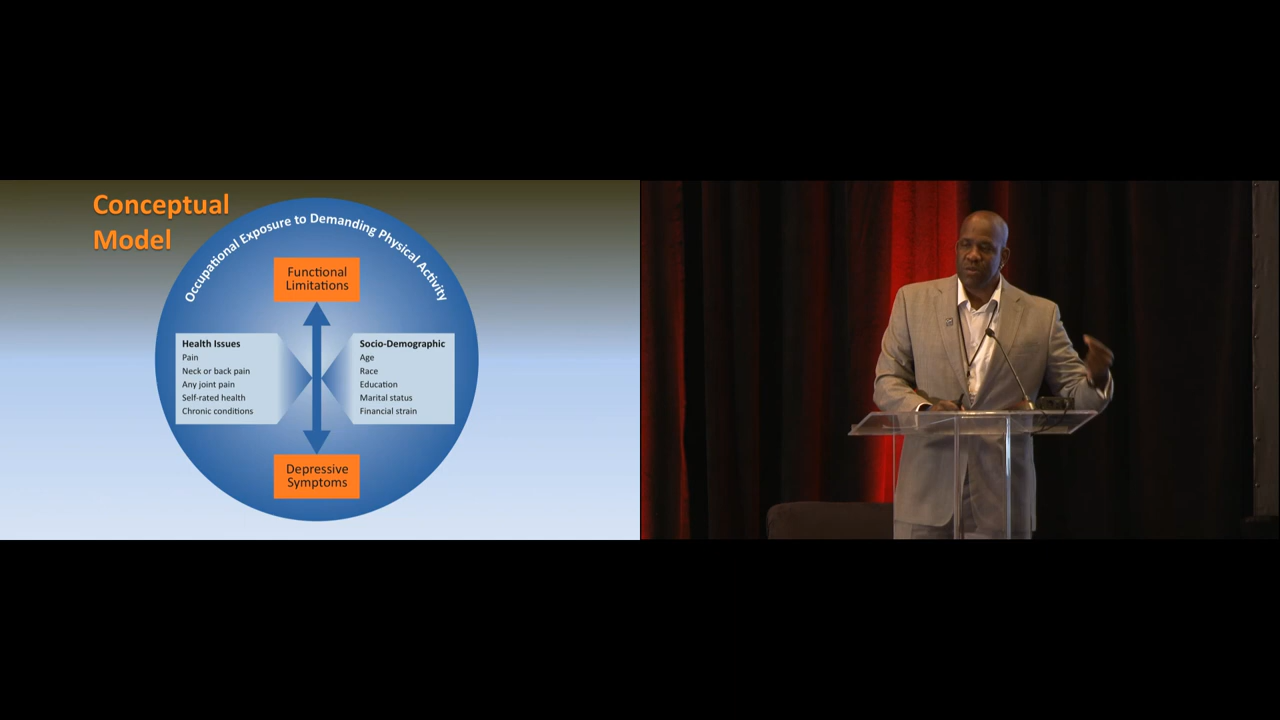 Conceptual
Model
Occupational Exposure to Demanding Physical Activity
Functional
Limitations
Health Issues
Pain
Neck or back pain
Any joint pain
Self-rated health
Chronic conditions
Socio-Demographic
Age
Race
Education
Marital status
Financial strain
Depressive
Symptoms